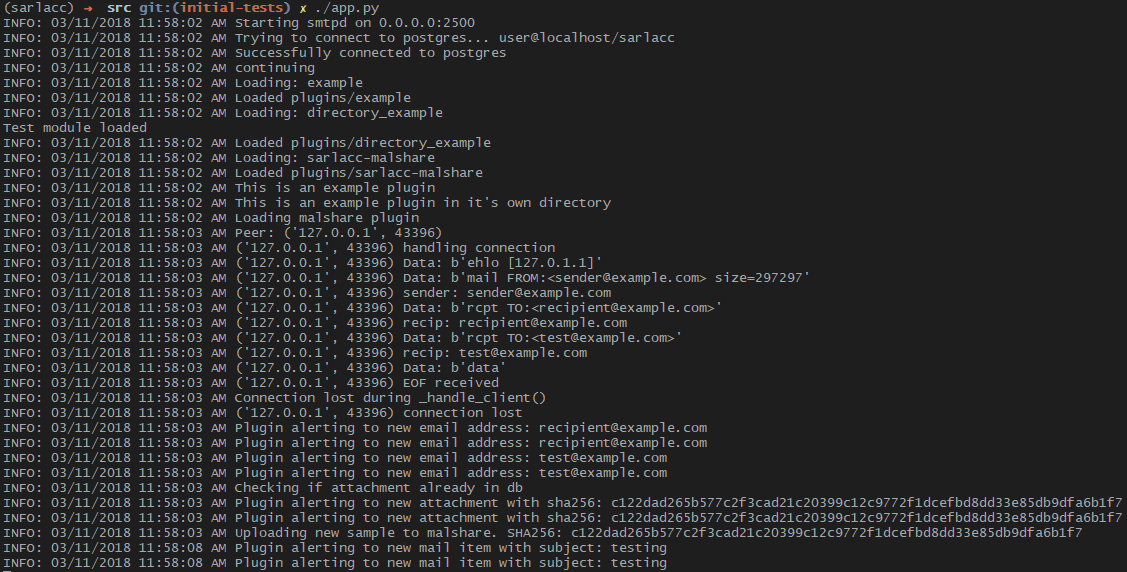 (sarlacc) → src git:(initial-tests) ✗ ./app.py
INFO: 03/11/2018 11:58:02 AM Starting smtpd on 0.0.0.0:2500
INFO: 03/11/2018 11:58:02 AM Trying to connect to postgres... user@localhost/sarlacc
INFO: 03/11/2018 11:58:02 AM Successfully connected to postgres
INFO: 03/11/2018 11:58:02 AM continuing
INFO: 03/11/2018 11:58:02 AM Loading: example
INFO: 03/11/2018 11:58:02 AM Loaded plugins/example
INFO: 03/11/2018 11:58:02 AM Loading: directory_example
Test module loaded
INFO: 03/11/2018 11:58:02 AM Loaded plugins/directory_example
INFO: 03/11/2018 11:58:02 AM Loading: sarlacc-malshare
INFO: 03/11/2018 11:58:02 AM Loaded plugins/sarlacc-malshare
INFO: 03/11/2018 11:58:02 AM This is an example plugin
INFO: 03/11/2018 11:58:02 AM This is an example plugin in it's own directory
INFO: 03/11/2018 11:58:02 AM Loading malshare plugin
INFO: 03/11/2018 11:58:03 AM Peer: ('127.0.0.1', 43396)
INFO: 03/11/2018 11:58:03 AM ('127.0.0.1', 43396) handling connection
INFO: 03/11/2018 11:58:03 AM ('127.0.0.1', 43396) Data: b'ehlo [127.0.1.1]'
INFO: 03/11/2018 11:58:03 AM ('127.0.0.1', 43396) Data: b'mail FROM:<sender@example.com> size=297297'
INFO: 03/11/2018 11:58:03 AM ('127.0.0.1', 43396) sender: sender@example.com
INFO: 03/11/2018 11:58:03 AM ('127.0.0.1', 43396) Data: b'rcpt TO:<recipient@example.com>'
INFO: 03/11/2018 11:58:03 AM ('127.0.0.1', 43396) recip: recipient@example.com
INFO: 03/11/2018 11:58:03 AM ('127.0.0.1', 43396) Data: b'rcpt TO:<test@example.com>'
INFO: 03/11/2018 11:58:03 AM ('127.0.0.1', 43396) recip: test@example.com
INFO: 03/11/2018 11:58:03 AM ('127.0.0.1', 43396) Data: b'data'
INFO: 03/11/2018 11:58:03 AM ('127.0.0.1', 43396) EOF received
INFO: 03/11/2018 11:58:03 AM Connection lost during _handle_client()
INFO: 03/11/2018 11:58:03 AM ('127.0.0.1', 43396) connection lost
INFO: 03/11/2018 11:58:03 AM Plugin alerting to new email address: recipient@example.com
INFO: 03/11/2018 11:58:03 AM Plugin alerting to new email address: recipient@example.com
INFO: 03/11/2018 11:58:03 AM Plugin alerting to new email address: test@example.com
INFO: 03/11/2018 11:58:03 AM Plugin alerting to new email address: test@example.com
INFO: 03/11/2018 11:58:03 AM Checking if attachment already in db
INFO: 03/11/2018 11:58:03 AM Plugin alerting to new attachment with sha256: c122dad265b577c2f3cad21c20399c12c9772f1dcefbd8dd33e85db9dfa6b1f7
INFO: 03/11/2018 11:58:03 AM Plugin alerting to new attachment with sha256: c122dad265b577c2f3cad21c20399c12c9772f1dcefbd8dd33e85db9dfa6b1f7
INFO: 03/11/2018 11:58:03 AM Uploading new sample to malshare. SHA256: c122dad265b577c2f3cad21c20399c12c9772f1dcefbd8dd33e85db9dfa6b1f7
INFO: 03/11/2018 11:58:08 AM Plugin alerting to new mail item with subject: testing
INFO: 03/11/2018 11:58:08 AM Plugin alerting to new mail item with subject: testing